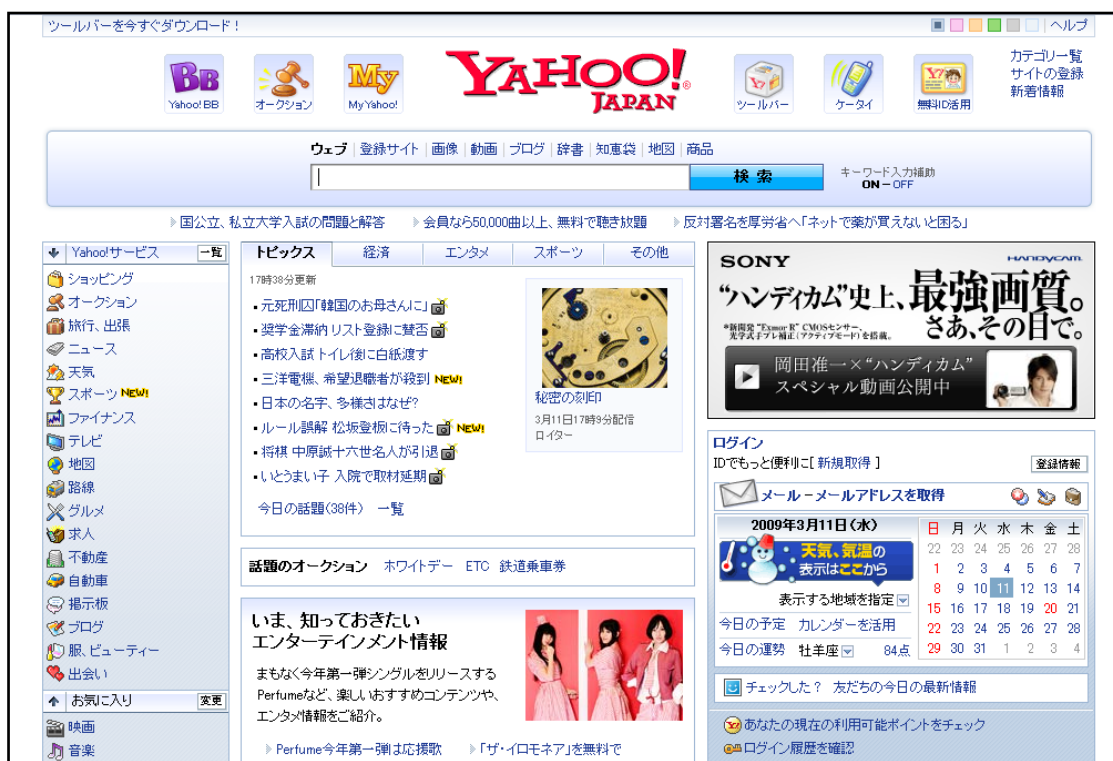 ツールバーを今すぐダウンロード！
ヘルプ
BB
Yahoo! BB
オークション
My
My Yahoo!
YAHOO!
JAPAN
Y!
ツールバー
ケータイ
無料ID活用
カテゴリ一覧
サイトの登録
新着情報
ウェブ | 登録サイト | 画像 | 動画 | ブログ | 辞書 | 知恵袋 | 地図 | 商品
検 索
キーワード入力補助
ON－OFF
国公立、私立大学入試の問題と解答
会員なら50,000曲以上、無料で聴き放題
反対署名を厚労省へ「ネットで薬が買えないと困る」
Yahoo!サービス 一覧
ショッピング
オークション
旅行、出張
ニュース
天気
スポーツ NEW!
ファイナンス
テレビ
地図
路線
グルメ
求人
不動産
自動車
掲示板
ブログ
服、ビューティー
出会い
お気に入り 変更
映画
音楽
トピックス 経済 エンタメ スポーツ その他
17時38分更新
元死刑囚「韓国のお母さんに」
奨学金滞納 リスト登録に賛否
高校入試 トイレ後に白紙渡す
三洋電機、希望退職者が殺到 NEW!
日本の名字、多様さはなぜ?
ルール誤解 松坂登板に待った NEW!
将棋 中原誠十六世名人が引退
いとうまい子 入院で取材延期
今日の話題(38件) 一覧
秘密の刻印
3月11日17時9分配信
ロイター
話題のオークション ホワイトデー ETC 鉄道乗車券
いま、知っておきたい
エンターテインメント情報
まもなく今年第一弾シングルをリリースする
Perfumeなど、楽しいおすすめコンテンツや、
エンタメ情報をご紹介。
Perfume今年第一弾は応援歌
「ザ・イロモネア」を無料で
SONY HANDYCAM
“ハンディカム”史上、最強画質。
*新開発 “Exmor R” CMOSセンサー、
光学式手ブレ補正(アクティブモード)を搭載。
さあ、その目で。
岡田准一×“ハンディカム”
スペシャル動画公開中
ログイン
IDでもっと便利に[ 新規取得 ]
登録情報
メール－メールアドレスを取得
2009年3月11日(水)
天気、気温の
表示はここから
表示する地域を指定
今日の予定 カレンダーを活用
今日の運勢 牡羊座 84点
日 月 火 水 木 金 土
22 23 24 25 26 27 28
1 2 3 4 5 6 7
8 9 10 11 12 13 14
15 16 17 18 19 20 21
22 23 24 25 26 27 28
29 30 31 1 2 3 4
チェックした？ 友だちの今日の最新情報
あなたの現在の利用可能ポイントをチェック
ログイン履歴を確認